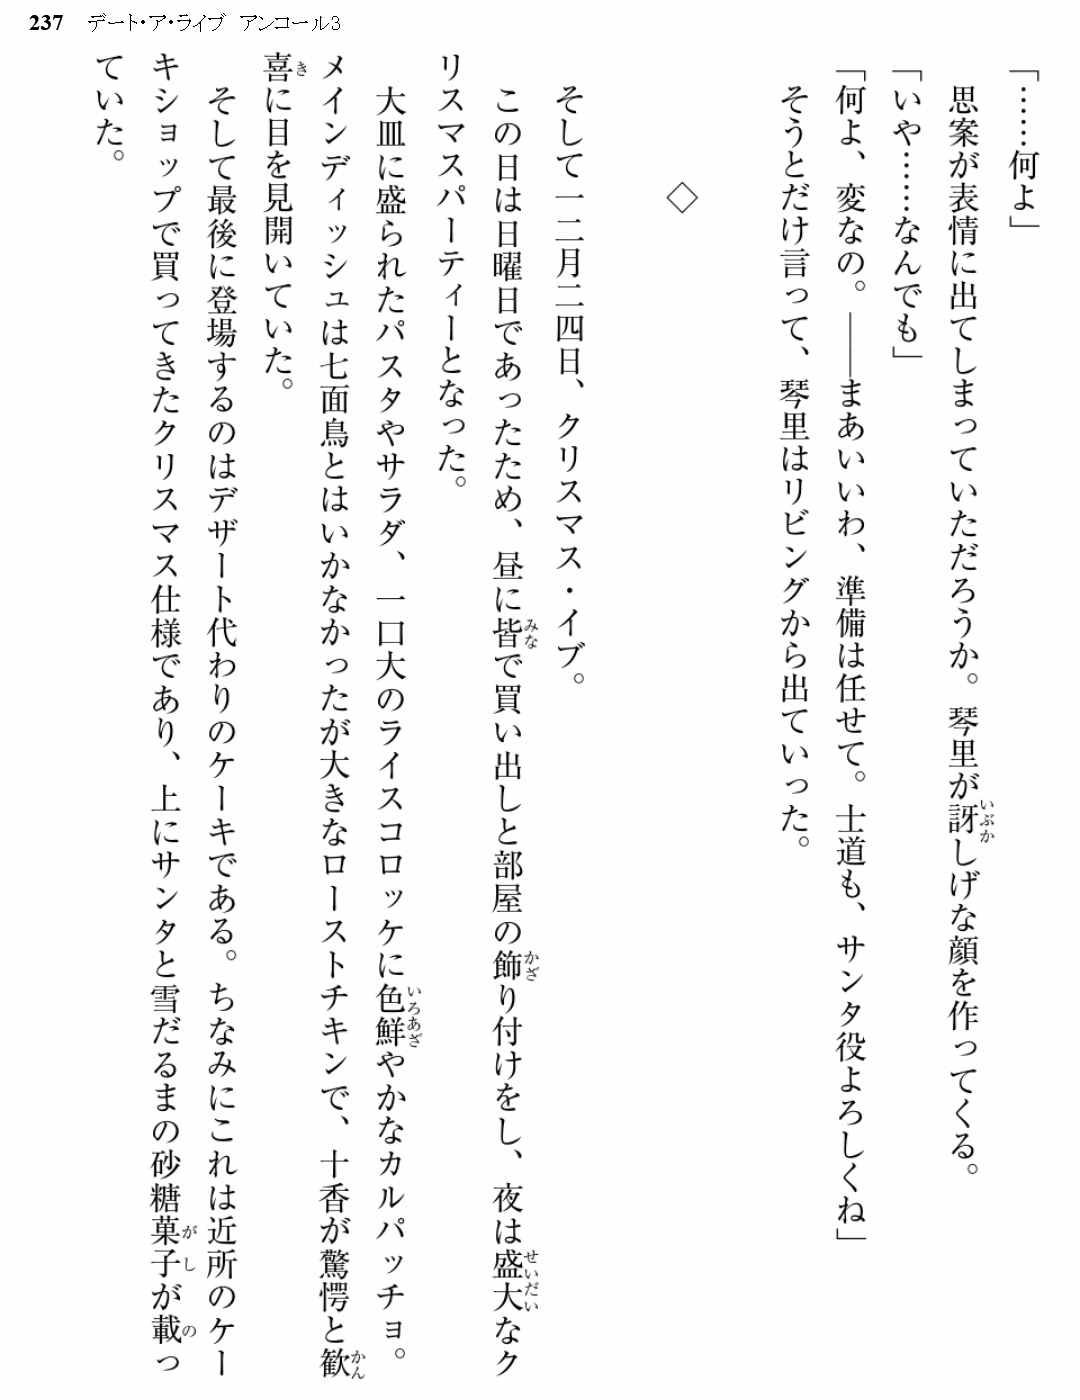 237 デート・ア・ライブ アンコール3
「……何よ」
思案が表情に出てしまっていただろうか。琴里が訝しげな顔を作ってくる。
「いや……なんでも」
「何よ、変なの。――まあいいわ、準備は任せて。士道も、サンタ役よろしくね」
そうとだけ言って、琴里はリビングから出ていった。
◇
そして一二月二四日、クリスマス・イブ。
この日は日曜日であったため、昼に皆で買い出しと部屋の飾り付けをし、夜は盛大なク
リスマスパーティーとなった。
大皿に盛られたパスタやサラダ、一口大のライスコロッケに色鮮やかなカルパッチョ。
メインディッシュは七面鳥とはいかなかったが大きなローストチキンで、十香が驚愕と歓
喜に目を見開いていた。
そして最後に登場するのはデザート代わりのケーキである。ちなみにこれは近所のケー
キショップで買ってきたクリスマス仕様であり、上にサンタと雪だるまの砂糖菓子が載っ
ていた。